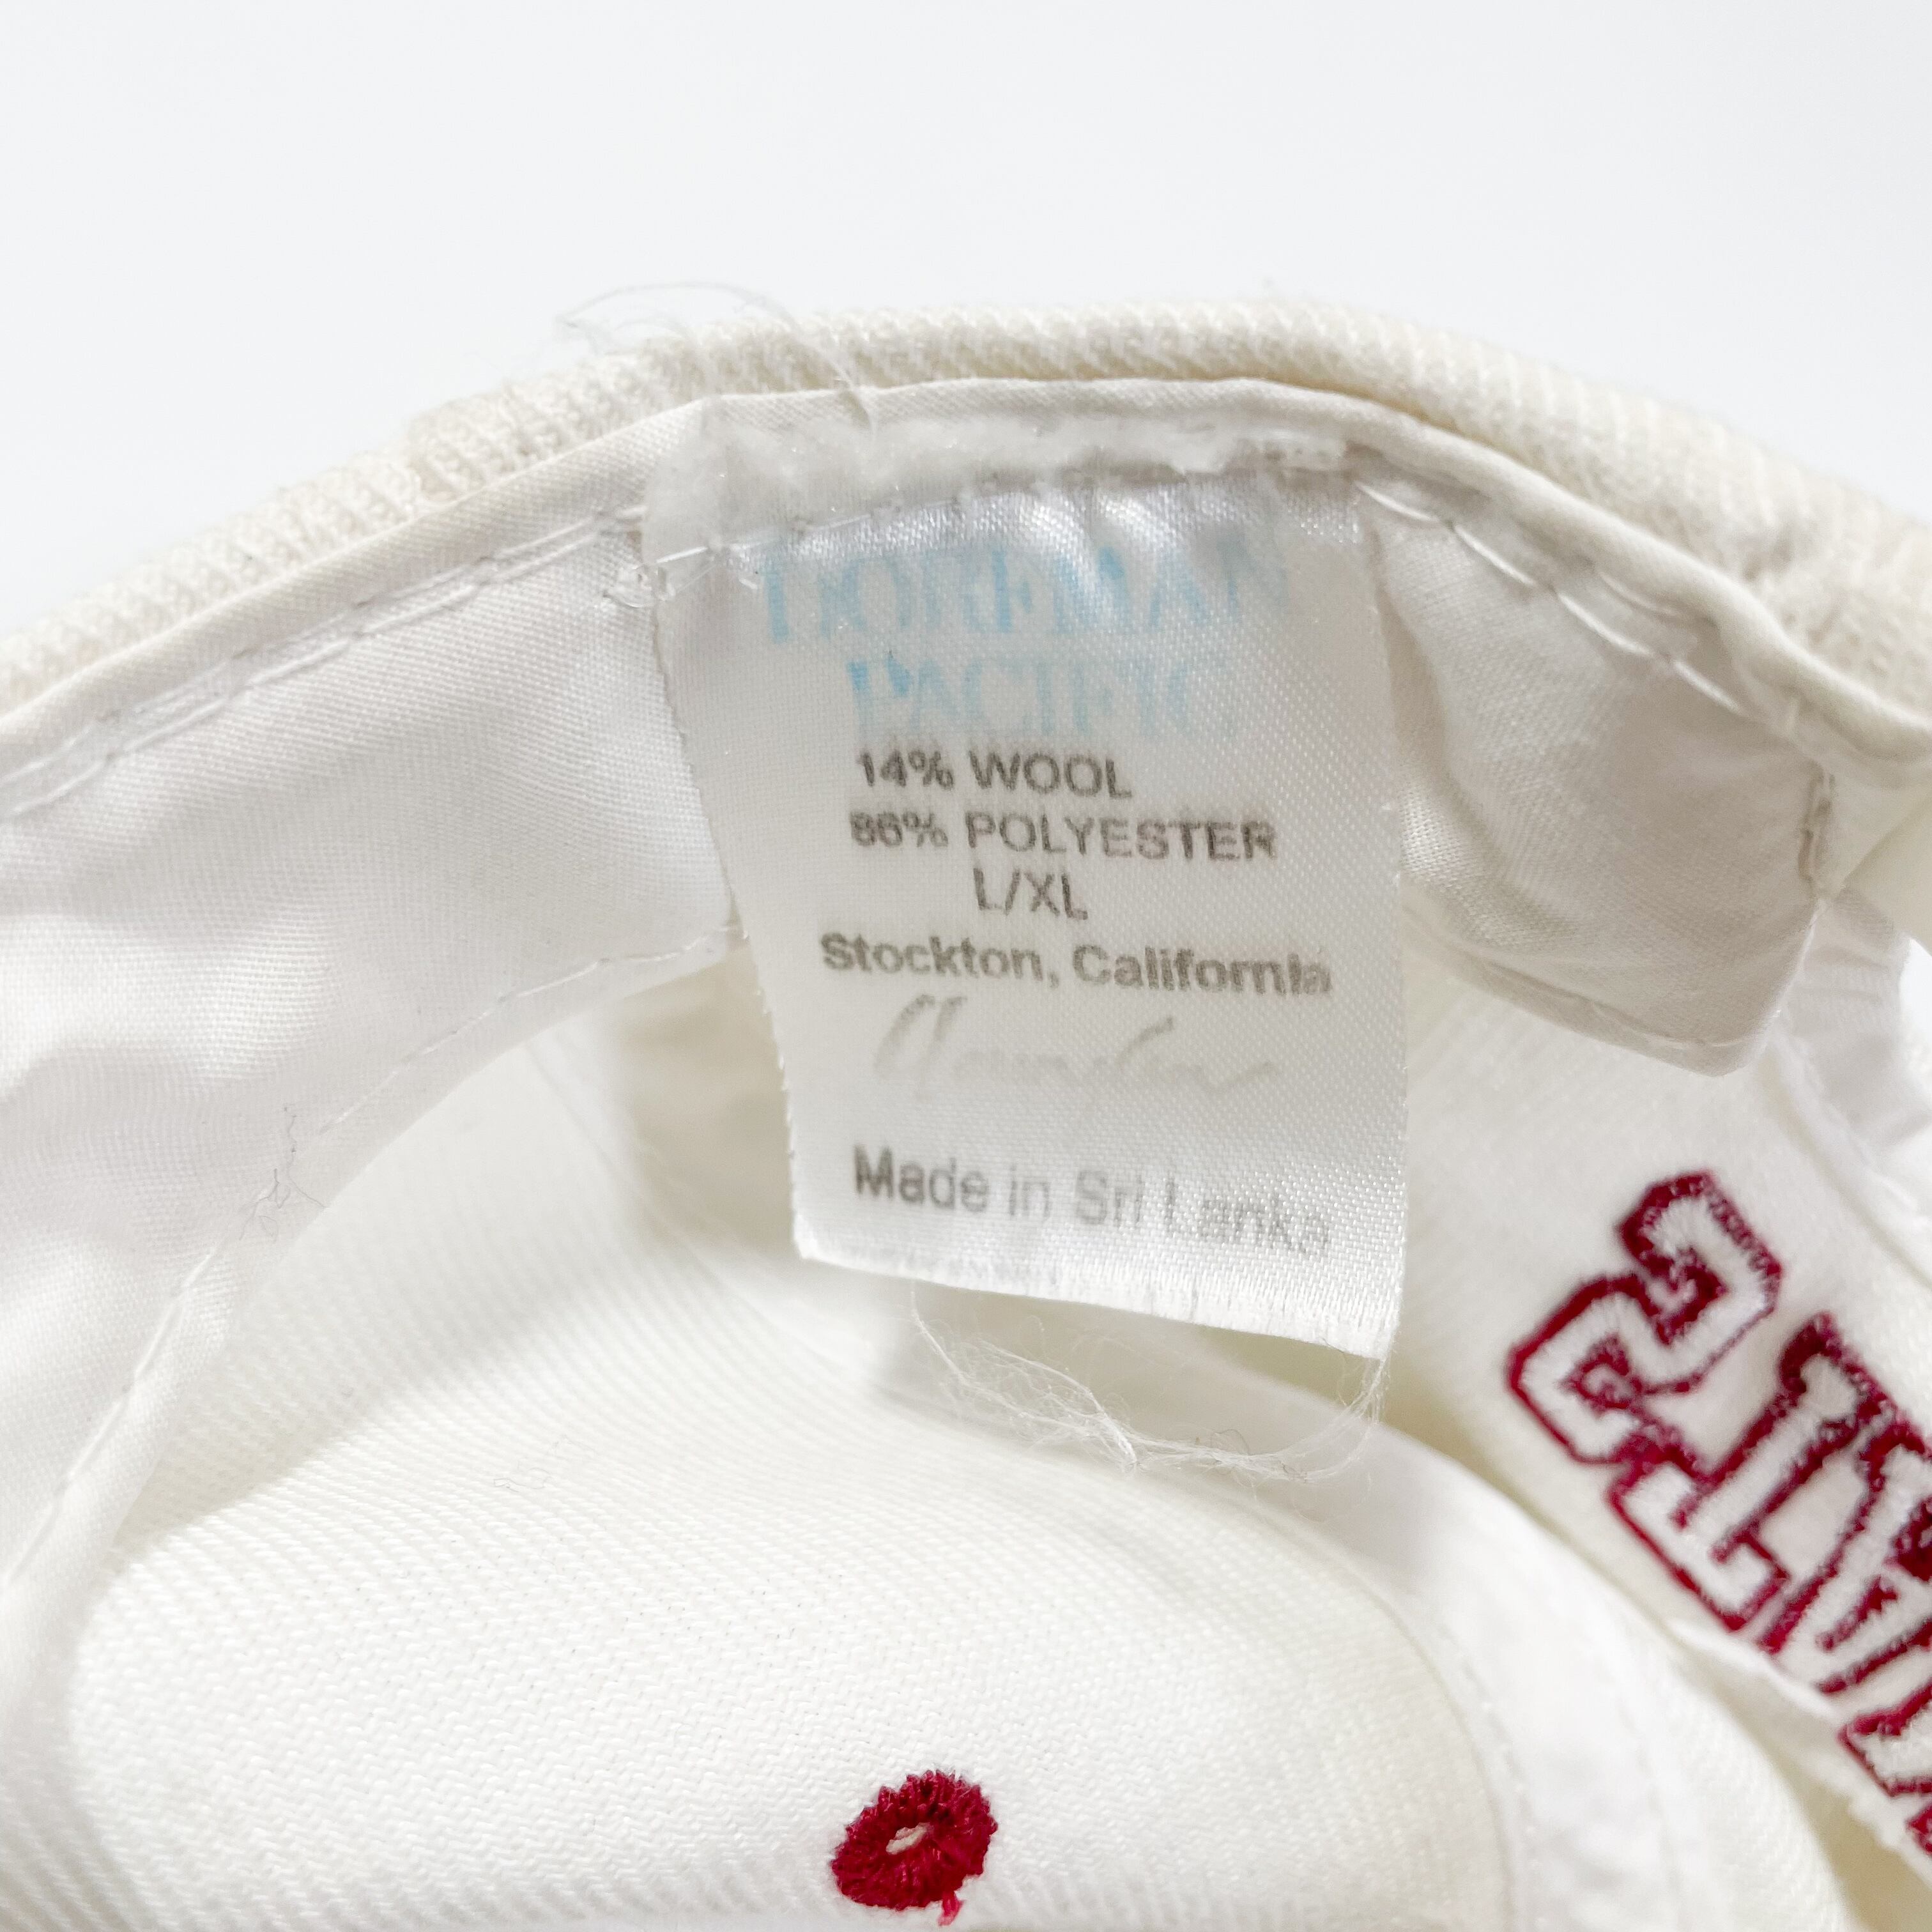 DORFMAN
PACIFIC
14% WOOL
86% POLYESTER
L/XL
Stockton, California
Made in Sri Lanka